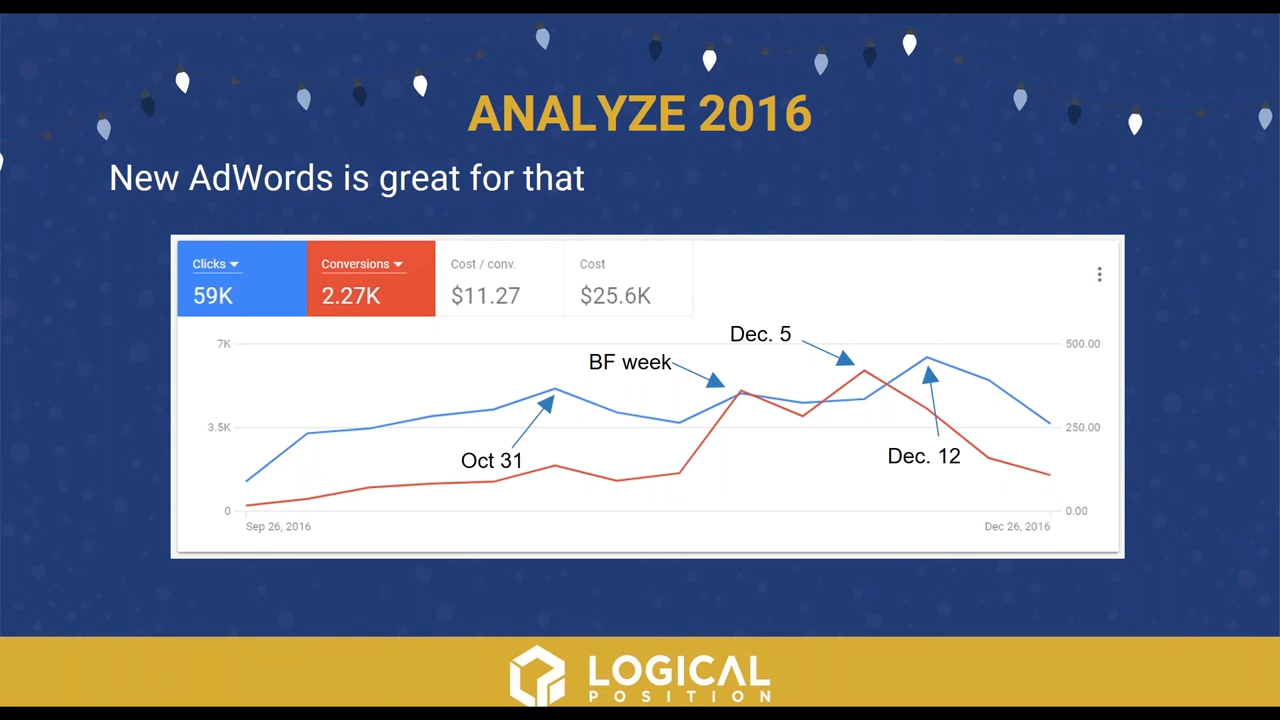 ANALYZE 2016
New AdWords is great for that
Clicks
Conversions
Cost / conv.
Cost
59K
2.27K
$11.27
$25.6K
Dec. 5
7K
500.00
BF week
3.5K
250.00
Oct 31
Dec. 12
0
0.00
Sep 26, 2016
Dec 26, 2016
LOGICAL
POSITION